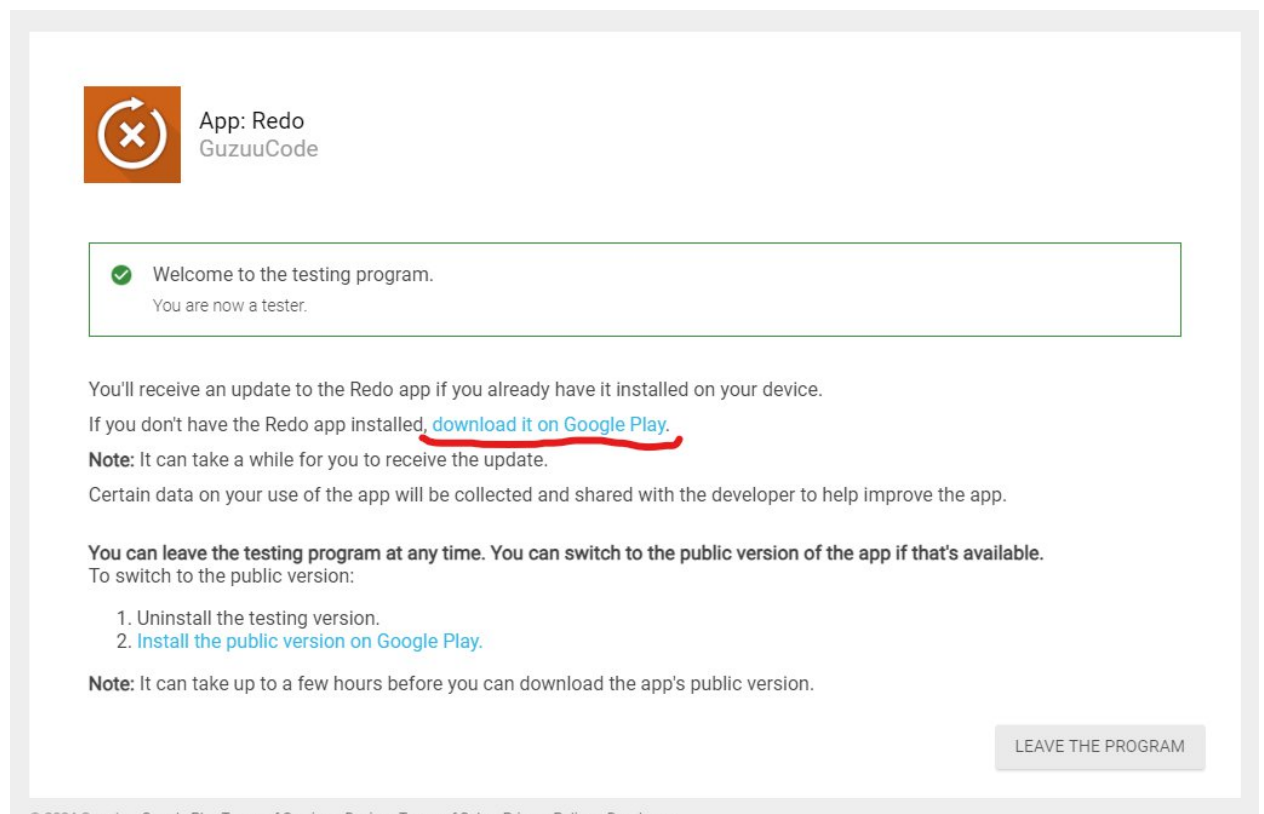 App: Redo
GuzuuCode
Welcome to the testing program.
You are now a tester.
You'll receive an update to the Redo app if you already have it installed on your device.
If you don't have the Redo app installed, download it on Google Play.
Note: It can take a while for you to receive the update.
Certain data on your use of the app will be collected and shared with the developer to help improve the app.
You can leave the testing program at any time. You can switch to the public version of the app if that's available.
To switch to the public version:
1. Uninstall the testing version.
2. Install the public version on Google Play.
Note: It can take up to a few hours before you can download the app's public version.
LEAVE THE PROGRAM